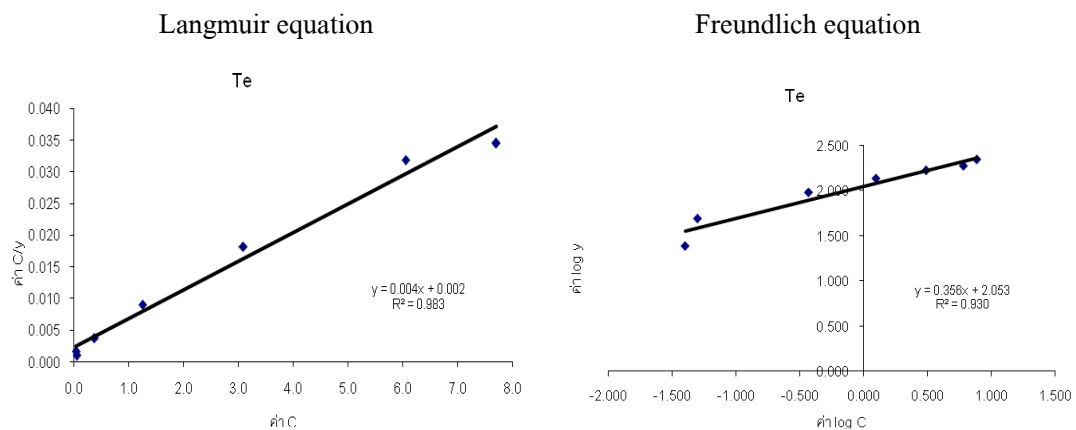 Langmuir equation
Te
0.040
0.035
0.030
0.025
0.020
0.015
0.010
0.005
0.000
ค่า C/y
y = 0.004x + 0.002
R² = 0.983
0.0 1.0 2.0 3.0 4.0 5.0 6.0 7.0 8.0
ค่า C
Freundlich equation
Te
2.500
2.000
1.500
1.000
0.500
0.000
ค่า log y
y = 0.356x + 2.053
R² = 0.930
-2.000 -1.500 -1.000 -0.500 0.000 0.500 1.000 1.500
ค่า log C